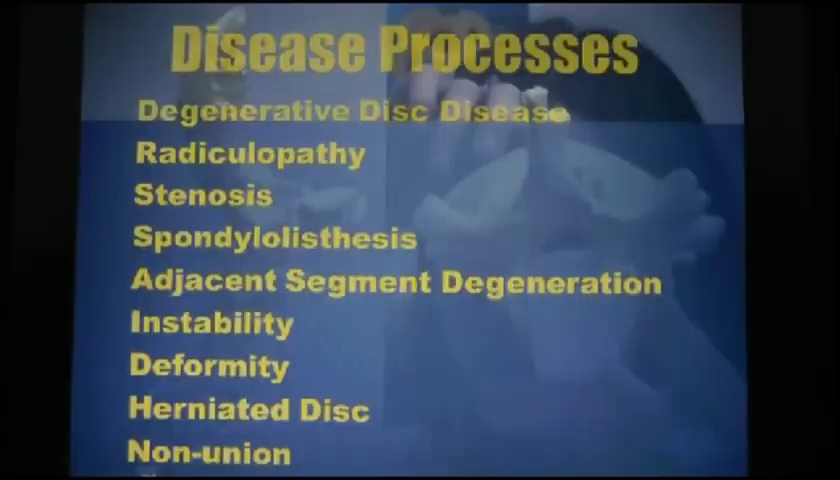 Disease Processes
Degenerative Disc Disease
Radiculopathy
Stenosis
Spondylolisthesis
Adjacent Segment Degeneration
Instability
Deformity
Herniated Disc
Non-union